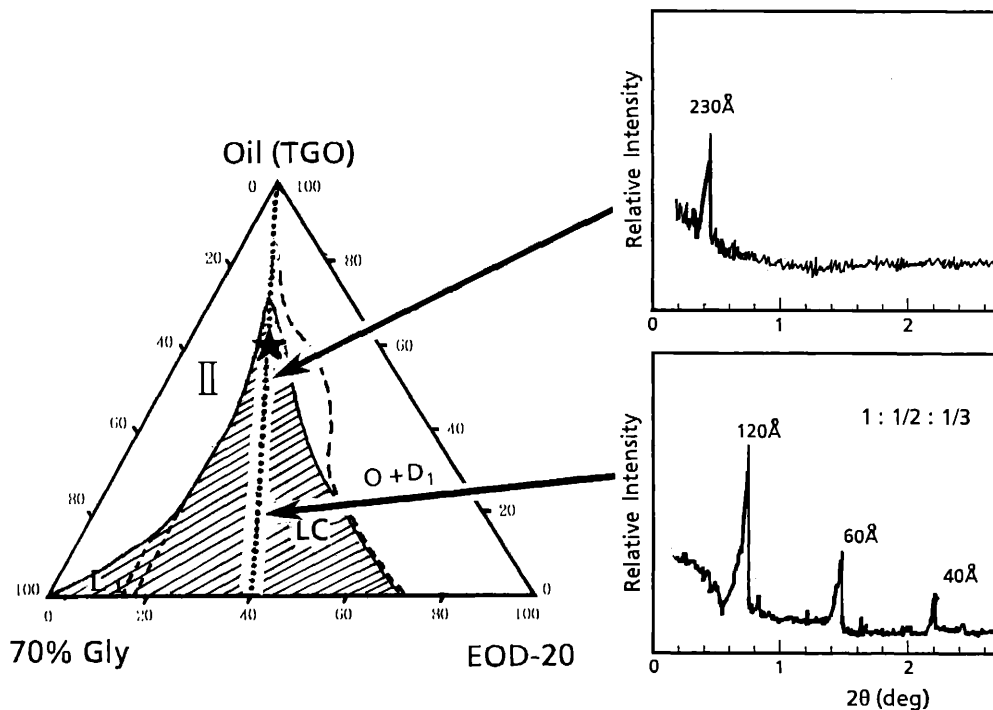 Oil (TGO)
0 100
20 80
40 60
II
60 40
O + D1
80 20
LC
L
100 0
0 20 40 60 80 100
70% Gly
EOD-20
Relative Intensity
230Å
0 1 2
Relative Intensity
120Å
1 : 1/2 : 1/3
60Å
40Å
0 1 2
2θ (deg)